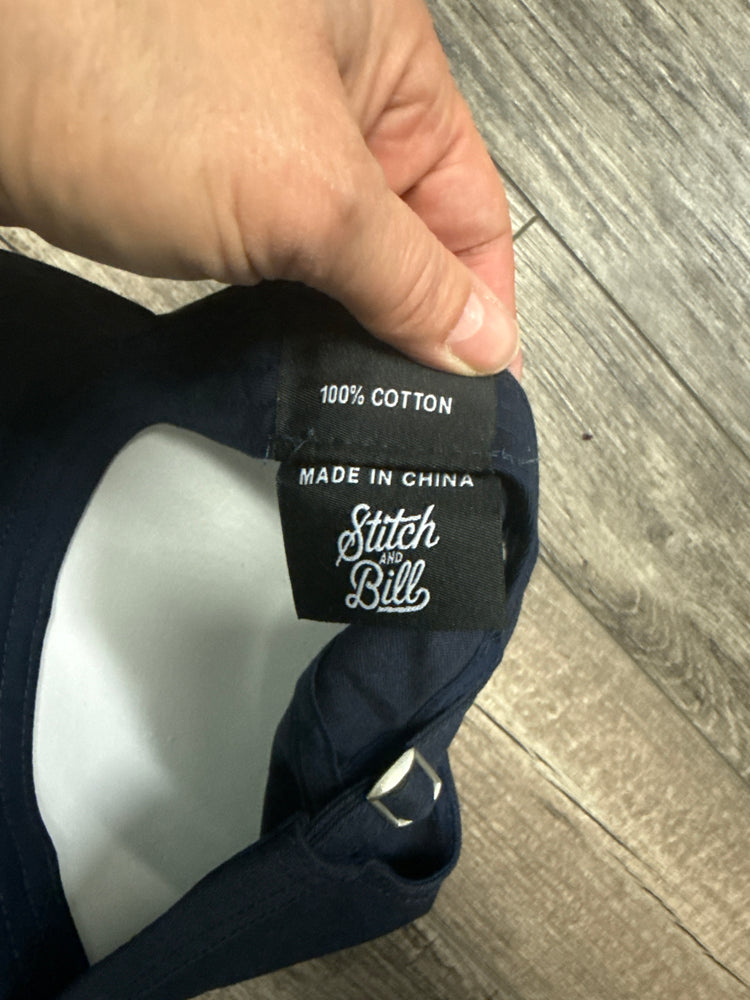 100% COTTON
MADE IN CHINA
Stitch
AND
Bill